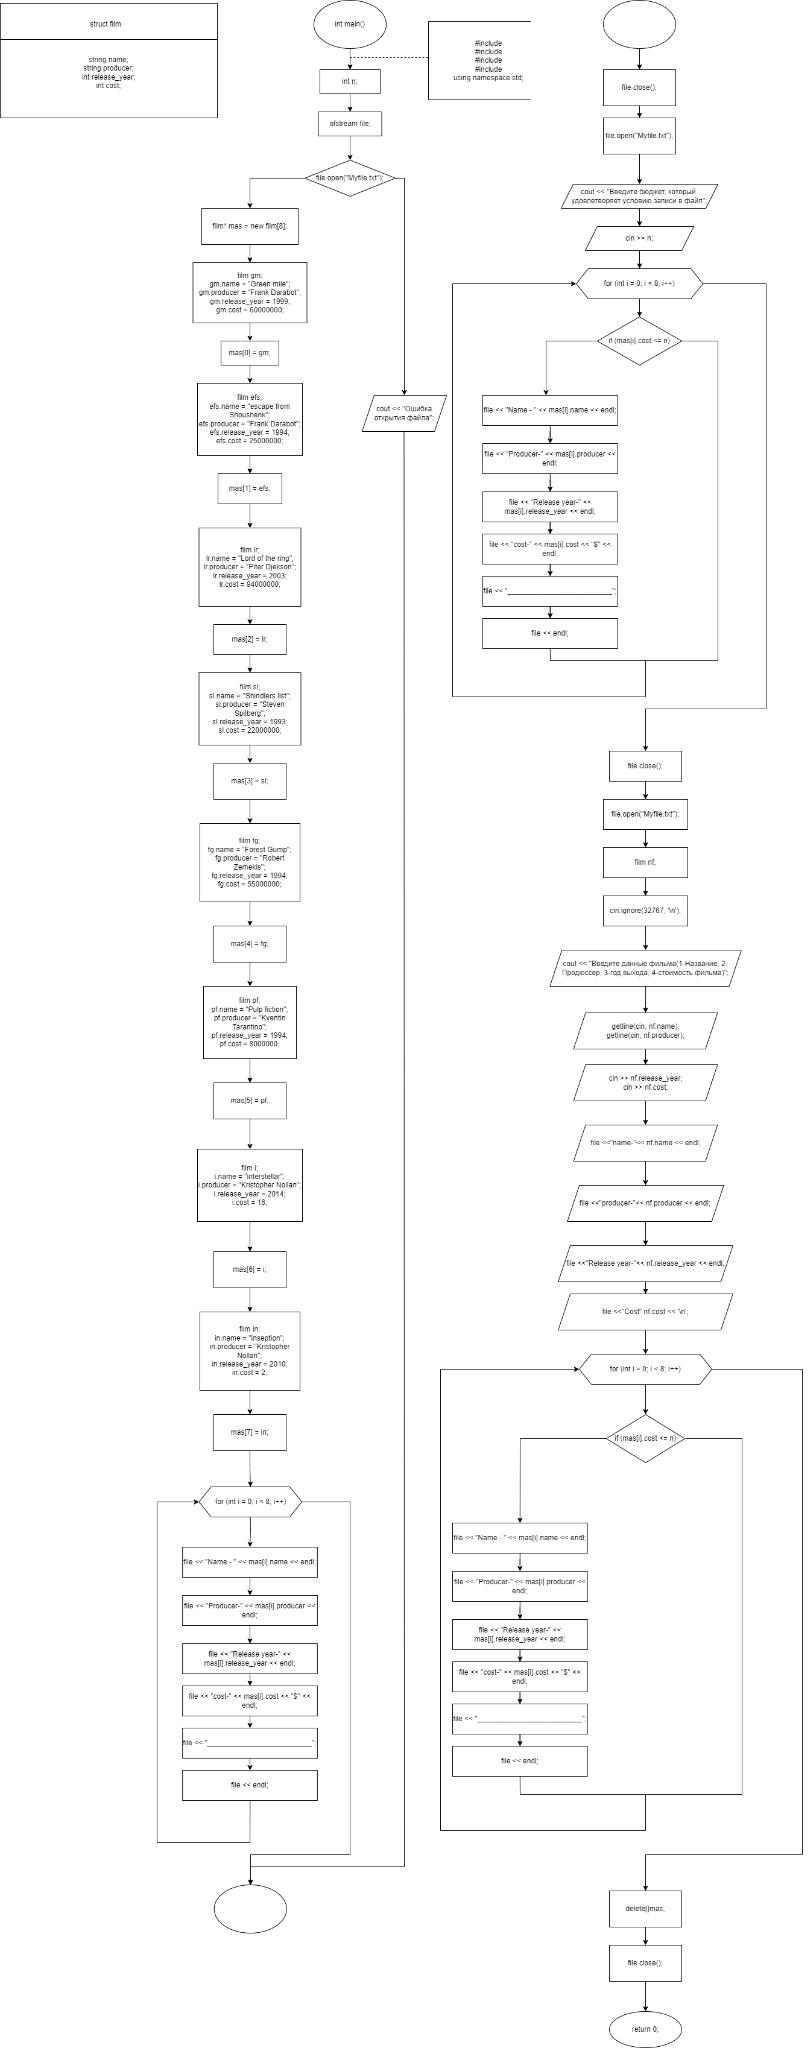 struct film
string name;
string producer;
int release_year;
int cost;
int main()
#include
#include
#include
#include
using namespace std;
int n;
ofstream file;
file.open("Myfile.txt");
film* mas = new film[8];
film gm;
gm.name = "Green mile";
gm.producer = "Frank Darabot";
gm.release_year = 1999;
gm.cost = 60000000;
mas[0] = gm;
film efs;
efs.name = "escape from
Shoushenk";
efs.producer = "Frank Darabot";
efs.release_year = 1994;
efs.cost = 25000000;
cout << "Ошибка
открытия файла";
mas[1] = efs;
film lr;
lr.name = "Lord of the ring";
lr.producer = "Piter Djekson";
lr.release_year = 2003;
lr.cost = 94000000;
mas[2] = lr;
film sl;
sl.name = "Shindlers list";
sl.producer = "Steven
Spilberg";
sl.release_year = 1993;
sl.cost = 22000000;
mas[3] = sl;
film fg;
fg.name = "Forest Gump";
fg.producer = "Robert
Zemekis";
fg.release_year = 1994;
fg.cost = 55000000;
mas[4] = fg;
film pf;
pf.name = "Pulp fiction";
pf.producer = "Kventin
Tarantino";
pf.release_year = 1994;
pf.cost = 8000000;
mas[5] = pf;
film i;
i.name = "interstellar";
i.producer = "Kristopher Nollan";
i.release_year = 2014;
i.cost = 16;
mas[6] = i;
film in;
in.name = "inseption";
in.producer = "Kristopher
Nollan";
in.release_year = 2010;
in.cost = 2;
mas[7] = in;
for (int i = 0; i < 8; i++)
file << "Name - " << mas[i].name << endl;
file << "Producer-" << mas[i].producer <<
endl;
file << "Release year-" <<
mas[i].release_year << endl;
file << "cost-" << mas[i].cost << "$" <<
endl;
file << "__________________________";
file << endl;
file.close();
file.open("Myfile.txt");
cout << "Введите бюджет, который
удовлетворяет условию записи в файл";
cin >> n;
for (int i = 0; i < 8, i++)
if (mas[i].cost <= n)
file << "Name - " << mas[i].name << endl;
file << "Producer-" << mas[i].producer <<
endl;
file << "Release year-" <<
mas[i].release_year << endl;
file << "cost-" << mas[i].cost << "$" <<
endl;
file << "__________________________";
file << endl;
file.close();
file.open("Myfile.txt");
film nf;
cin.ignore(32767, '\n');
cout << "Введите данные фильма(1-Название, 2-
Продюссер, 3-год выхода, 4-стоимость фильма)";
getline(cin, nf.name);
getline(cin, nf.producer);
cin >> nf.release_year;
cin >> nf.cost;
file <<"name-"<< nf.name << endl;
file <<"producer-"<< nf.producer << endl;
file <<"Release year-"<< nf.release_year << endl;
file <<"Cost" nf.cost << '\n';
for (int i = 0; i < 8; i++)
if (mas[i].cost <= n)
file << "Name - " << mas[i].name << endl;
file << "Producer-" << mas[i].producer <<
endl;
file << "Release year-" <<
mas[i].release_year << endl;
file << "cost-" << mas[i].cost << "$" <<
endl;
file << "__________________________";
file << endl;
delete[]mas;
file.close();
return 0;